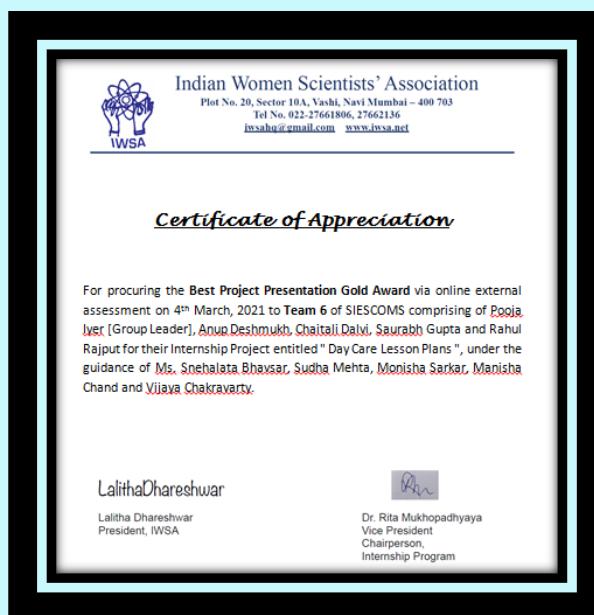 IWSA
Indian Women Scientists' Association
Plot No. 20, Sector 10A, Vashi, Navi Mumbai – 400 703
Tel No. 022-27661806, 27662136
iwsahq@gmail.com www.iwsa.net
Certificate of Appreciation
For procuring the Best Project Presentation Gold Award via online external
assessment on 4th March, 2021 to Team 6 of SIESCOMS comprising of Pooja
Iyer [Group Leader], Anup Deshmukh, Chaitali Dalvi, Saurabh Gupta and Rahul
Rajput for their Internship Project entitled " Day Care Lesson Plans ", under the
guidance of Ms. Snehalata Bhavsar, Sudha Mehta, Monisha Sarkar, Manisha
Chand and Vijaya Chakravarty.
LalithaDhareshwar
Lalitha Dhareshwar
President, IWSA
Dr. Rita Mukhopadhyaya
Vice President
Chairperson,
Internship Program